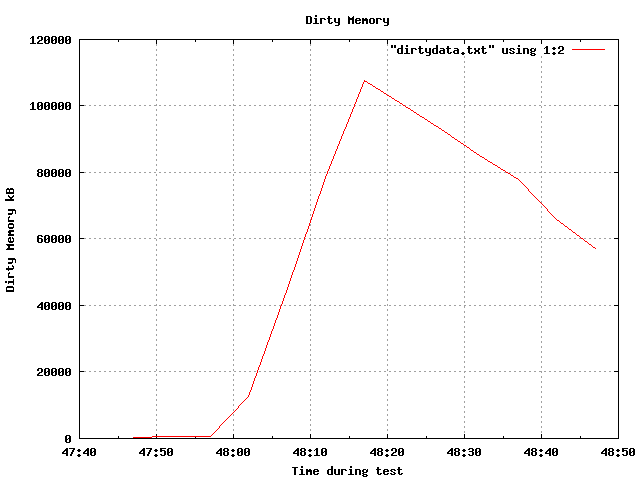 Dirty Memory
"dirtydata.txt" using 1:2
120000
100000
80000
60000
40000
20000
0
Dirty Memory kB
47:40 47:50 48:00 48:10 48:20 48:30 48:40 48:50
Time during test